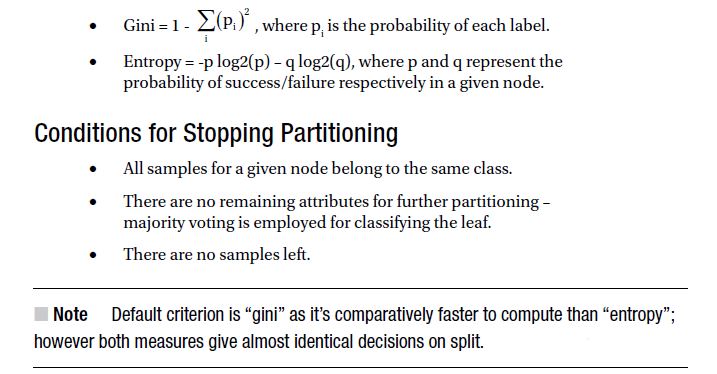 • Gini = 1 - ∑i(pi)², where pi is the probability of each label.
• Entropy = -p log2(p) – q log2(q), where p and q represent the
probability of success/failure respectively in a given node.
Conditions for Stopping Partitioning
• All samples for a given node belong to the same class.
• There are no remaining attributes for further partitioning –
majority voting is employed for classifying the leaf.
• There are no samples left.
Note Default criterion is “gini” as it’s comparatively faster to compute than “entropy”;
however both measures give almost identical decisions on split.